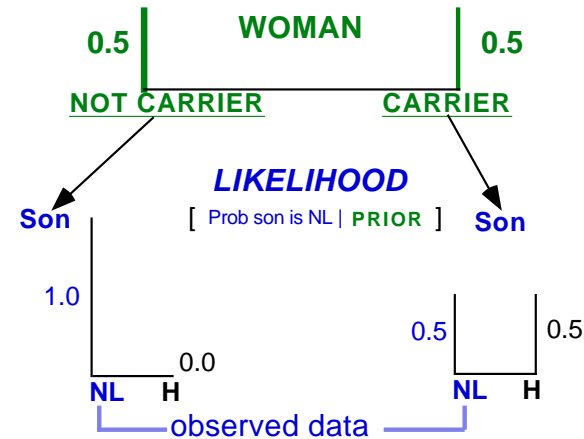 WOMAN
0.5 0.5
NOT CARRIER CARRIER
LIKELIHOOD
Son [ Prob son is NL | PRIOR ] Son
1.0
0.5 0.5
0.0
NL H NL H
observed data